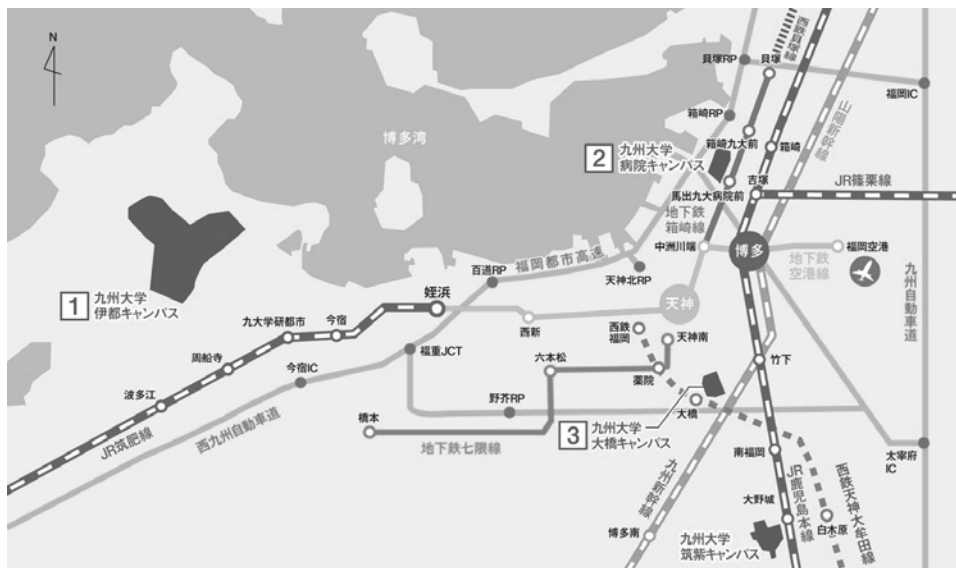 N
西鉄貝塚線
貝塚RP
貝塚
福岡IC
山陽新幹線
箱崎RP
博多湾
箱崎九大前
箱崎
2
九州大学
病院キャンパス
馬出九大病院前
吉塚
JR篠栗線
地下鉄
箱崎線
中洲川端
博多
福岡空港
地下鉄
空港線
九州自動車道
福岡都市高速
百道RP
天神北RP
1
九州大学
伊都キャンパス
姪浜
天神
西新
九大学研都市
今宿
西鉄
福岡
天神南
周船寺
今宿IC
福重JCT
六本松
薬院
竹下
波多江
野芥RP
大橋
橋本
3
九州大学
大橋キャンパス
JR筑肥線
西九州自動車道
地下鉄七隈線
南福岡
太宰府
IC
九州新幹線
JR鹿児島本線
西鉄天神大牟田線
大野城
白木原
博多南
九州大学
筑紫キャンパス